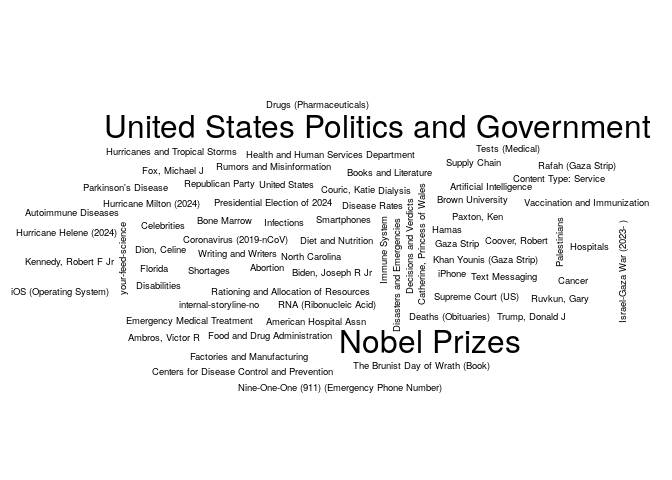 Drugs (Pharmaceuticals)
United States Politics and Government
Tests (Medical)
Hurricanes and Tropical Storms
Health and Human Services Department
Supply Chain
Rafah (Gaza Strip)
Fox, Michael J
Rumors and Misinformation
Books and Literature
Content Type: Service
Parkinson's Disease
Republican Party
United States
Couric, Katie
Dialysis
Artificial Intelligence
Hurricane Milton (2024)
Presidential Election of 2024
Disease Rates
Brown University
Vaccination and Immunization
Autoimmune Diseases
Celebrities
Bone Marrow
Infections
Smartphones
Paxton, Ken
Hurricane Helene (2024)
your-feed-science
Coronavirus (2019-nCoV)
Diet and Nutrition
Immune System
Disasters and Emergencies
Decisions and Verdicts
Catherine, Princess of Wales
Hamas
Gaza Strip
Coover, Robert
Palestinians
Hospitals
Israel-Gaza War (2023- )
Dion, Celine
Writing and Writers
North Carolina
Khan Younis (Gaza Strip)
Kennedy, Robert F Jr
Florida
Shortages
Abortion
Biden, Joseph R Jr
iPhone
Text Messaging
Cancer
iOS (Operating System)
Disabilities
Rationing and Allocation of Resources
Supreme Court (US)
Ruvkun, Gary
internal-storyline-no
RNA (Ribonucleic Acid)
Emergency Medical Treatment
American Hospital Assn
Deaths (Obituaries)
Trump, Donald J
Ambros, Victor R
Food and Drug Administration
Nobel Prizes
Factories and Manufacturing
The Brunist Day of Wrath (Book)
Centers for Disease Control and Prevention
Nine-One-One (911) (Emergency Phone Number)